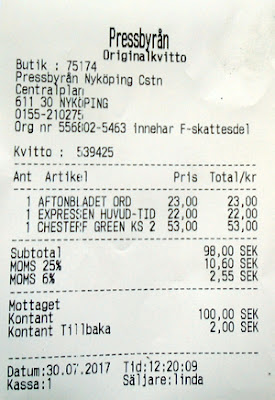 Pressbyrån
Originalkvitto
Butik : 75174
Pressbyrån Nyköping Cstn
Centralplan
611 30 NYKÖPING
0155-210275
Org nr 556802-5463 innehar F-skattesdel
Kvitto : 539425
Ant Artikel Pris Total/kr
1 AFTONBLADET ORD 23,00 23,00
1 EXPRESSEN HUVUD-TID 22,00 22,00
1 CHESTERF GREEN KS 2 53,00 53,00
Subtotal 98,00 SEK
MOMS 25% 10,60 SEK
MOMS 6% 2,55 SEK
Mottaget
Kontant 100,00 SEK
Kontant Tillbaka 2,00 SEK
Datum:30.07.2017 Tid:12:20:09
Kassa:1 Säljare:linda